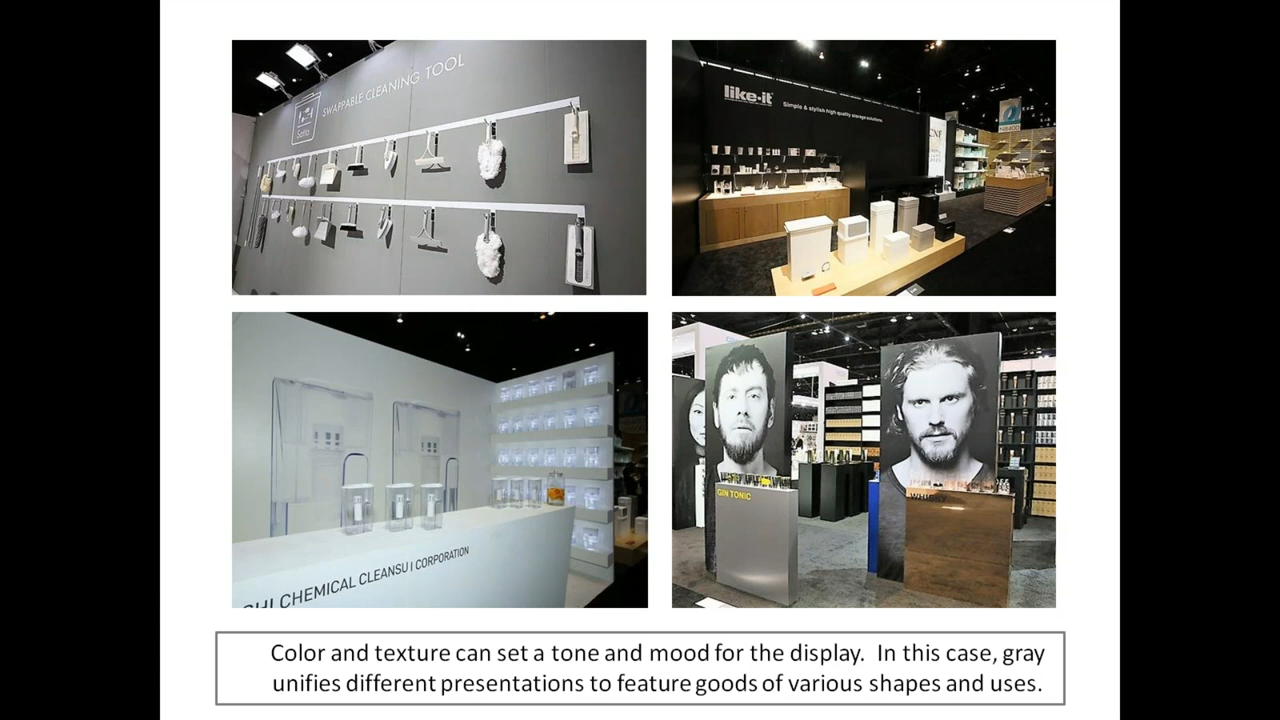 SWAPPABLE CLEANING TOOL
Satto
like-it
Simple & stylish high quality storage solutions.
CHEMICAL CLEANSUI CORPORATION
GIN TONIC
WHISKY
Color and texture can set a tone and mood for the display. In this case, gray
unifies different presentations to feature goods of various shapes and uses.